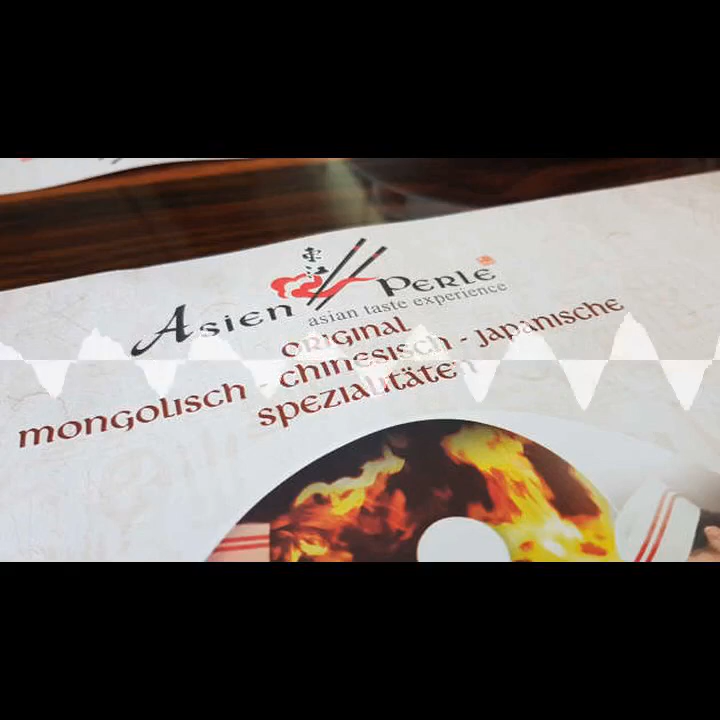 Asien Perle
asian taste experience
original
mongolisch - chinesisch - japanische
spezialitäten